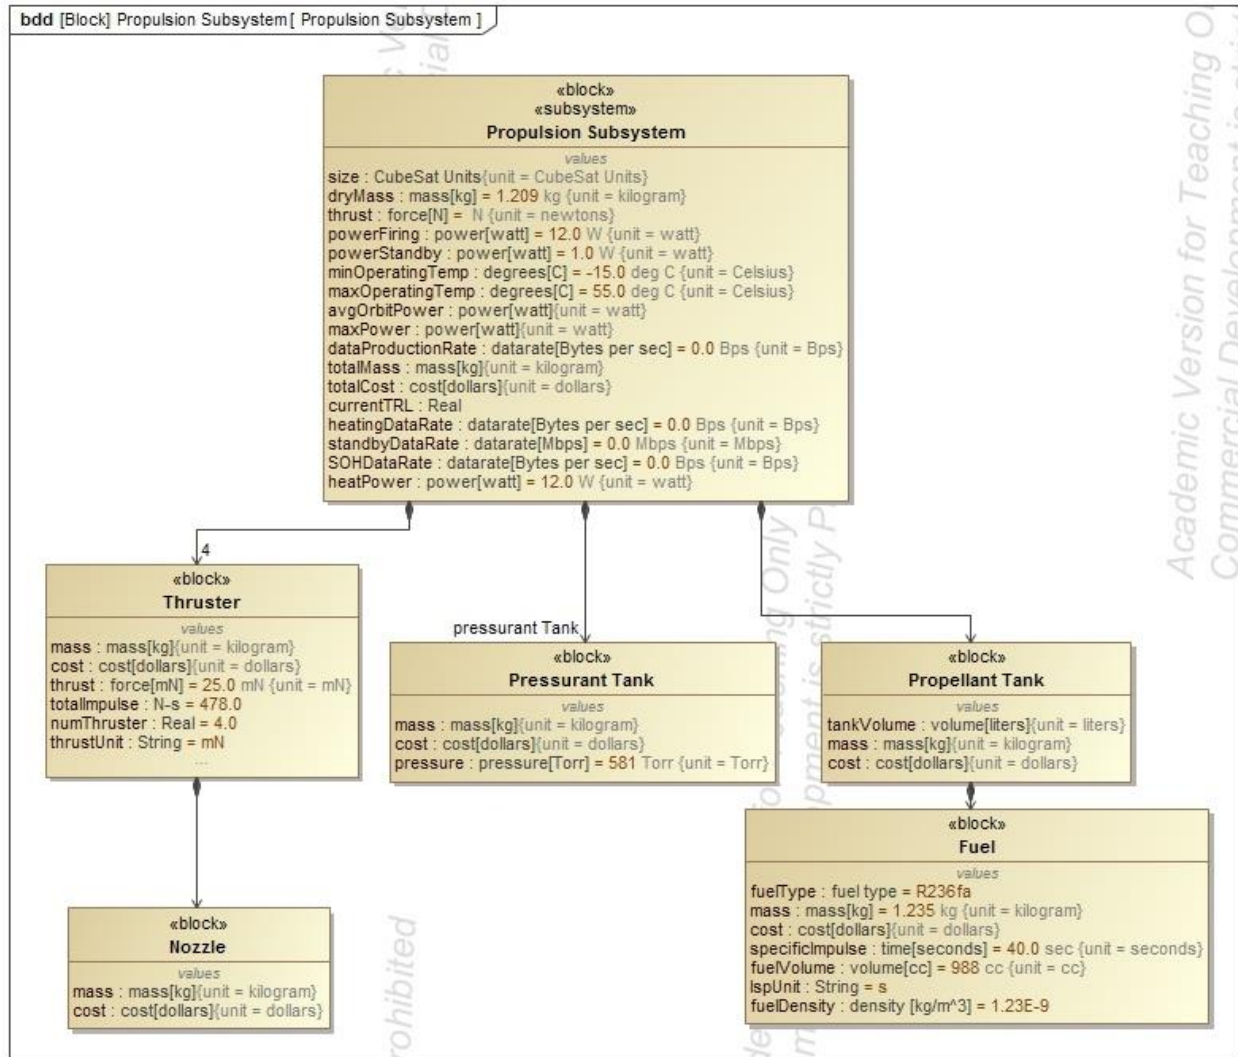 bdd [Block] Propulsion Subsystem[ Propulsion Subsystem ]
«block»
«subsystem»
Propulsion Subsystem
values
size : CubeSat Units{unit = CubeSat Units}
dryMass : mass[kg] = 1.209 kg {unit = kilogram}
thrust : force[N] = N {unit = newtons}
powerFiring : power[watt] = 12.0 W {unit = watt}
powerStandby : power[watt] = 1.0 W {unit = watt}
minOperatingTemp : degrees[C] = -15.0 deg C {unit = Celsius}
maxOperatingTemp : degrees[C] = 55.0 deg C {unit = Celsius}
avgOrbitPower : power[watt]{unit = watt}
maxPower : power[watt]{unit = watt}
dataProductionRate : datarate[Bytes per sec] = 0.0 Bps {unit = Bps}
totalMass : mass[kg]{unit = kilogram}
totalCost : cost[dollars]{unit = dollars}
currentTRL : Real
heatingDataRate : datarate[Bytes per sec] = 0.0 Bps {unit = Bps}
standbyDataRate : datarate[Mbps] = 0.0 Mbps {unit = Mbps}
SOHDataRate : datarate[Bytes per sec] = 0.0 Bps {unit = Bps}
heatPower : power[watt] = 12.0 W {unit = watt}
4
«block»
Thruster
values
mass : mass[kg]{unit = kilogram}
cost : cost[dollars]{unit = dollars}
thrust : force[mN] = 25.0 mN {unit = mN}
totalImpulse : N-s = 478.0
numThruster : Real = 4.0
thrustUnit : String = mN
...
pressurant Tank
«block»
Pressurant Tank
values
mass : mass[kg]{unit = kilogram}
cost : cost[dollars]{unit = dollars}
pressure : pressure[Torr] = 581 Torr {unit = Torr}
«block»
Propellant Tank
values
tankVolume : volume[liters]{unit = liters}
mass : mass[kg]{unit = kilogram}
cost : cost[dollars]{unit = dollars}
«block»
Nozzle
values
mass : mass[kg]{unit = kilogram}
cost : cost[dollars]{unit = dollars}
«block»
Fuel
values
fuelType : fuel type = R236fa
mass : mass[kg] = 1.235 kg {unit = kilogram}
cost : cost[dollars]{unit = dollars}
specificImpulse : time[seconds] = 40.0 sec {unit = seconds}
fuelVolume : volume[cc] = 988 cc {unit = cc}
IspUnit : String = s
fuelDensity : density [kg/m^3] = 1.23E-9
Academic Version for Teaching
Commercial Development is